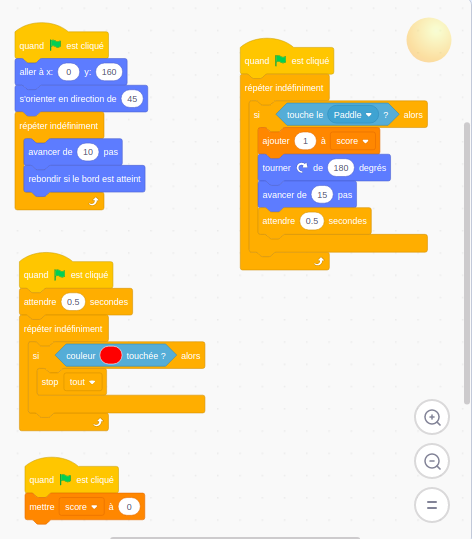 quand est cliqué
aller à x: 0 y: 160
s'orienter en direction de 45
répéter indéfiniment
avancer de 10 pas
rebondir si le bord est atteint
quand est cliqué
répéter indéfiniment
si touche le Paddle ? alors
ajouter 1 à score
tourner de 180 degrés
avancer de 15 pas
attendre 0.5 secondes
quand est cliqué
attendre 0.5 secondes
répéter indéfiniment
si couleur touchée ? alors
stop tout
quand est cliqué
mettre score à 0